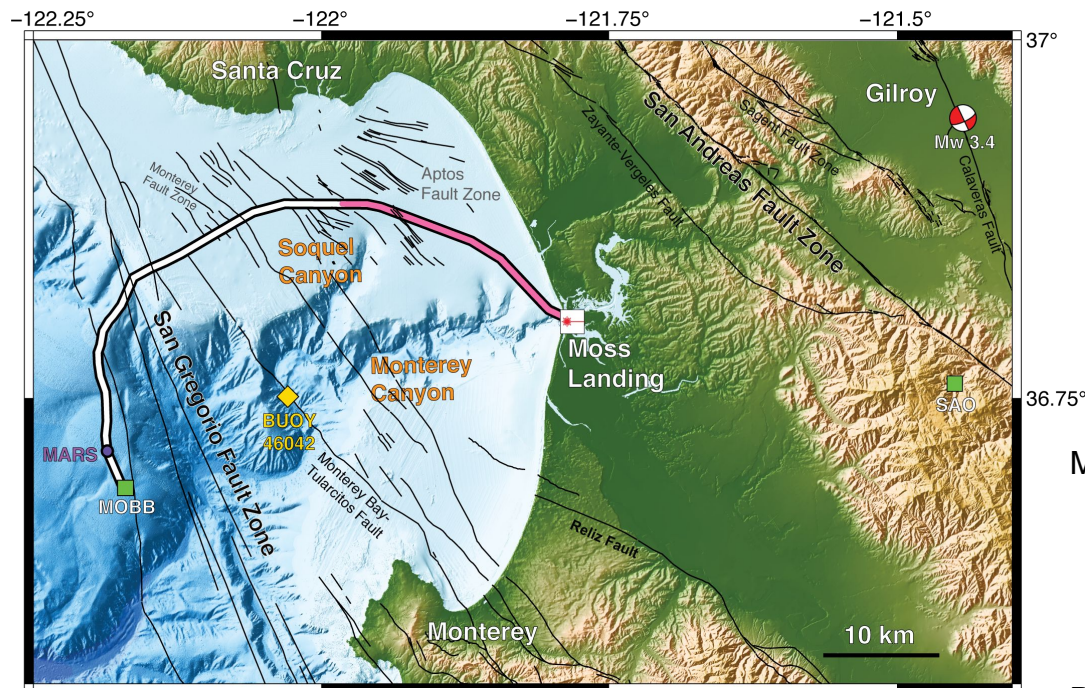 −122.25°
−122°
−121.75°
−121.5°
37°
Santa Cruz
Gilroy
Mw 3.4
San Andreas Fault Zone
Sagent Fault Zone
Zayante-Vergeles Fault
Calaveras Fault
Monterey
Fault Zone
Aptos
Fault Zone
Soquel
Canyon
San Gregorio Fault Zone
Moss
Landing
Monterey
Canyon
SAO
36.75°
BUOY
46042
MARS
M
MOBB
Monterey Bay-
Tularcitos Fault
Reliz Fault
Monterey
10 km